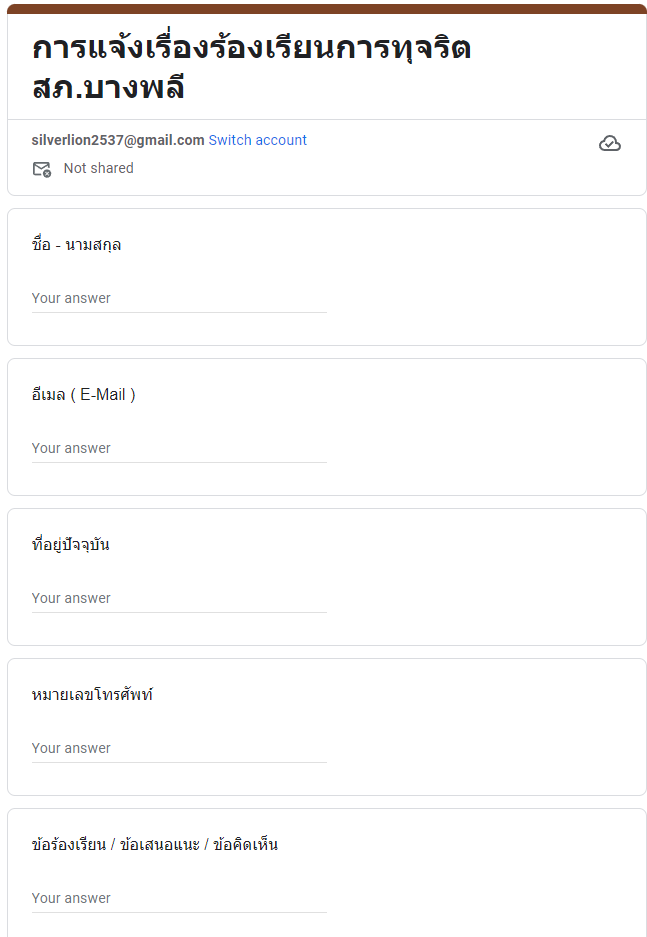 การแจ้งเรื่องร้องเรียนการทุจริต
สภ.บางพลี
silverlion2537@gmail.com Switch account
Not shared
ชื่อ - นามสกุล
Your answer
อีเมล ( E-Mail )
Your answer
ที่อยู่ปัจจุบัน
Your answer
หมายเลขโทรศัพท์
Your answer
ข้อร้องเรียน / ข้อเสนอแนะ / ข้อคิดเห็น
Your answer